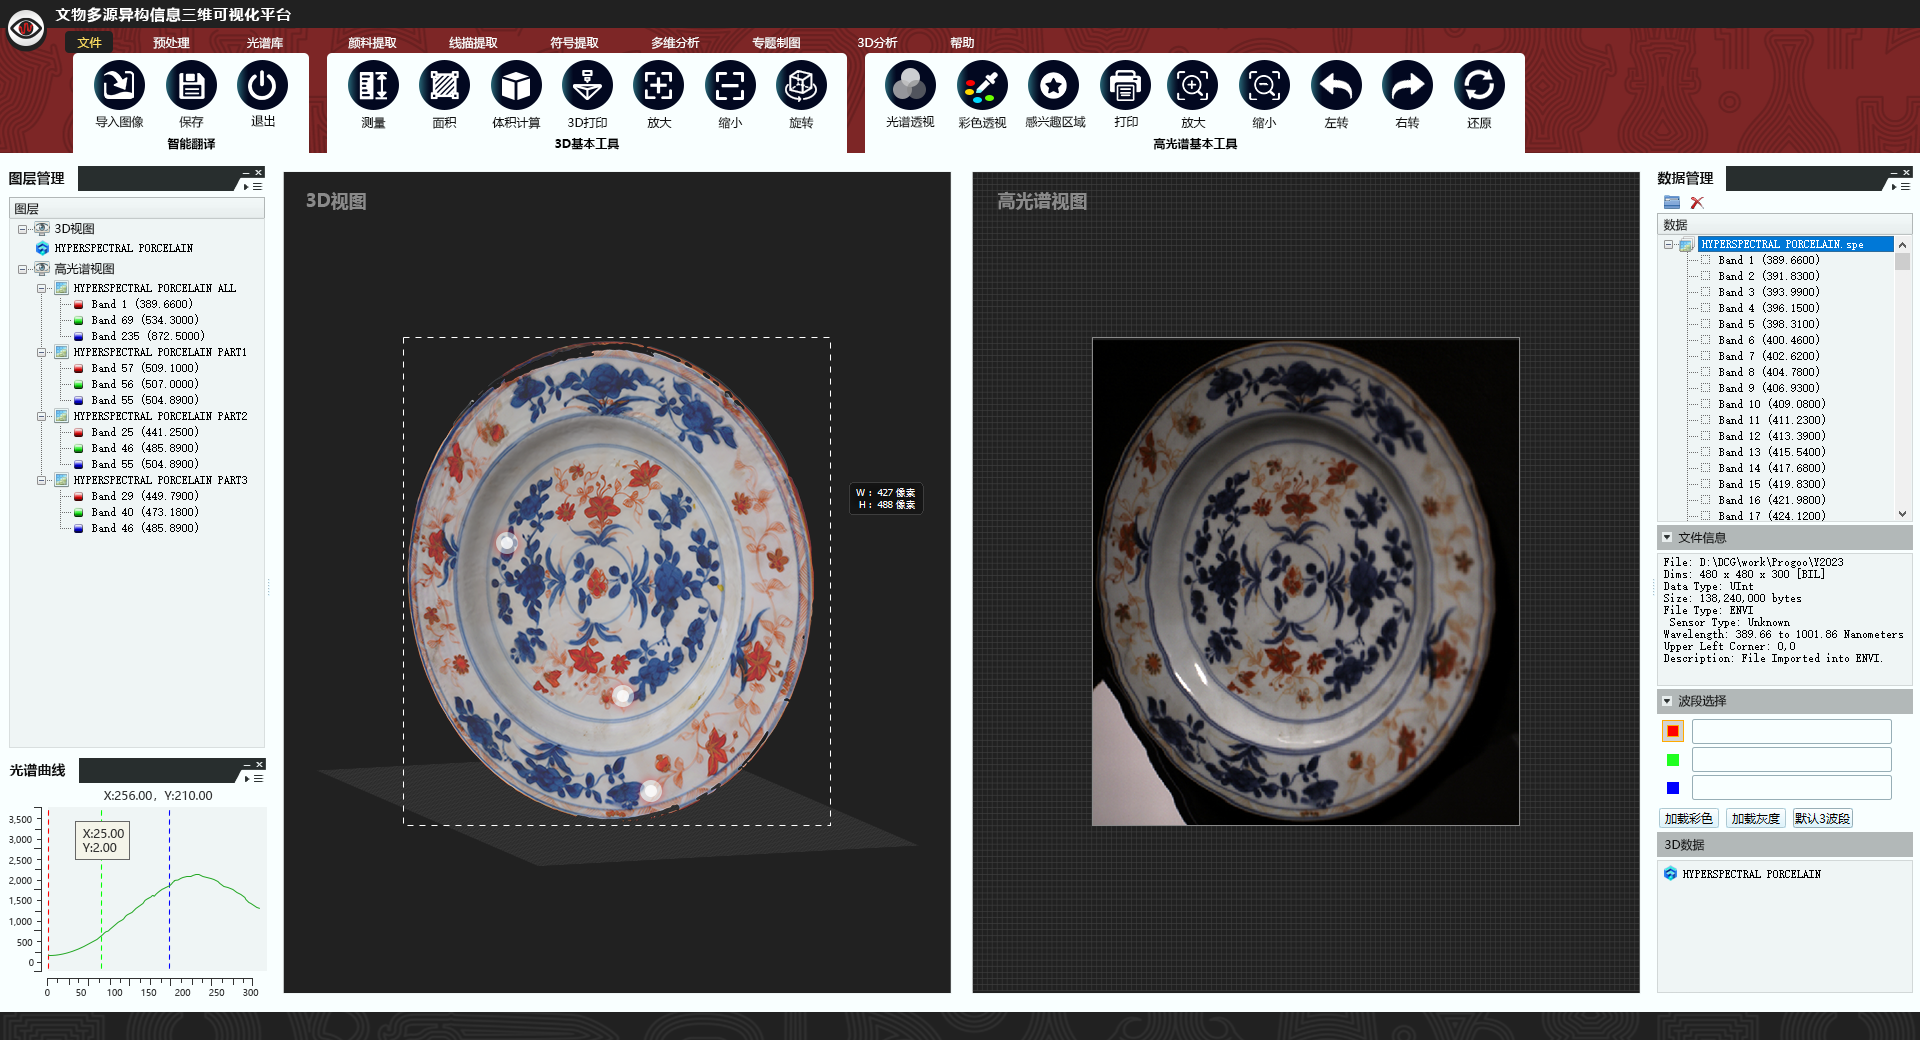 文物多源异构信息三维可视化平台
文件 预处理 光谱库 颜料提取 线描提取 符号提取 多维分析 专题制图 3D分析 帮助
导入图像 保存 退出
智能翻译
测量 面积 体积计算 3D打印 放大 缩小 旋转
3D基本工具
光谱透视 彩色透视 感兴趣区域 打印 放大 缩小 左转 右转 还原
高光谱基本工具
图层管理
图层
3D视图
HYPERSPECTRAL PORCELAIN
高光谱视图
HYPERSPECTRAL PORCELAIN ALL
Band 1 (389.6600)
Band 69 (534.3000)
Band 235 (872.5000)
HYPERSPECTRAL PORCELAIN PART1
Band 57 (509.1000)
Band 56 (507.0000)
Band 55 (504.8900)
HYPERSPECTRAL PORCELAIN PART2
Band 25 (441.2500)
Band 46 (485.8900)
Band 55 (504.8900)
HYPERSPECTRAL PORCELAIN PART3
Band 29 (449.7900)
Band 40 (473.1800)
Band 46 (485.8900)
光谱曲线
X:256.00, Y:210.00
X:25.00
Y:2.00
3,500
3,000
2,500
2,000
1,500
1,000
500
0
0 50 100 150 200 250 300
3D视图
W : 427 像素
H : 488 像素
高光谱视图
数据管理
数据
HYPERSPECTRAL PORCELAIN.spe
Band 1 (389.6600)
Band 2 (391.8300)
Band 3 (393.9900)
Band 4 (396.1500)
Band 5 (398.3100)
Band 6 (400.4600)
Band 7 (402.6200)
Band 8 (404.7800)
Band 9 (406.9300)
Band 10 (409.0800)
Band 11 (411.2300)
Band 12 (413.3900)
Band 13 (415.5400)
Band 14 (417.6800)
Band 15 (419.8300)
Band 16 (421.9800)
Band 17 (424.1200)
文件信息
File: D:\DCG\work\Progoo\Y2023
Dims: 480 x 480 x 300 [BIL]
Data Type: UInt
Size: 138,240,000 bytes
File Type: ENVI
Sensor Type: Unknown
Wavelength: 389.66 to 1001.86 Nanometers
Upper Left Corner: 0,0
Description: File Imported into ENVI.
波段选择
加载彩色 加载灰度 默认3波段
3D数据
HYPERSPECTRAL PORCELAIN